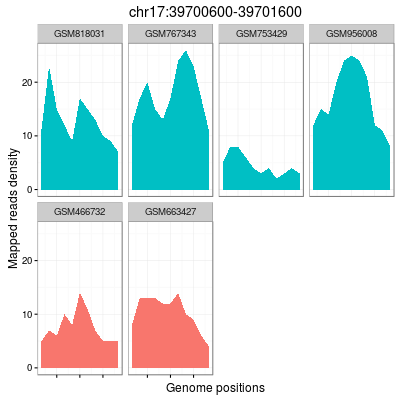 chr17:39700600-39701600
GSM818031 GSM767343 GSM753429 GSM956008
20
10
0
GSM466732 GSM663427
20
10
0
Mapped reads density
Genome positions